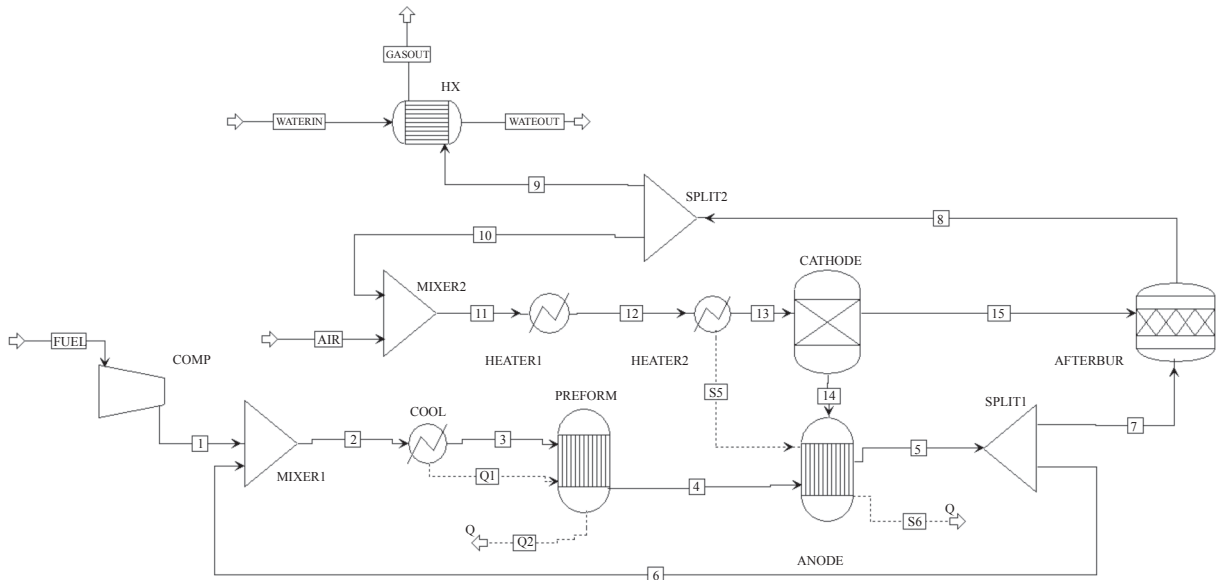 GASOUT
HX
WATERIN
WATEOUT
9
SPLIT2
8
10
CATHODE
MIXER2
11
12
13
15
AIR
FUEL
COMP
HEATER1
HEATER2
AFTERBUR
S5
14
PREFORM
SPLIT1
COOL
7
1
2
3
5
MIXER1
Q1
4
Q
S6
Q
Q2
ANODE
6